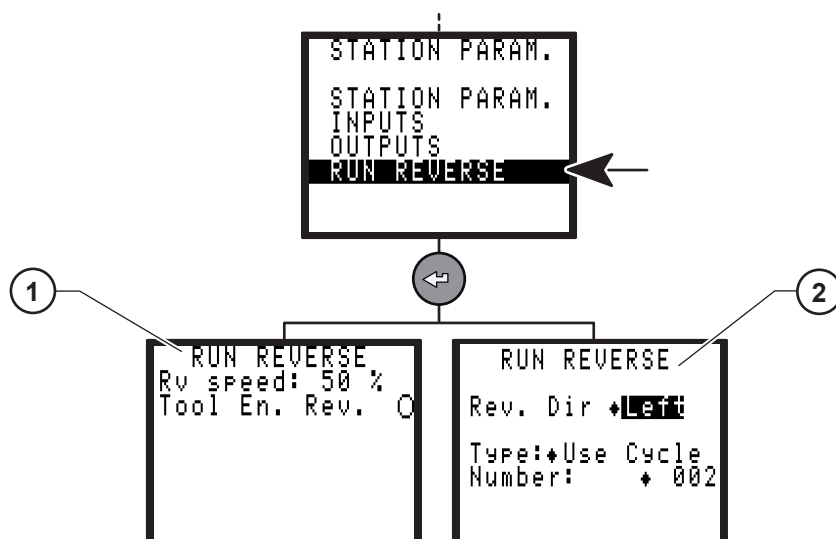 STATION PARAM.
STATION PARAM.
INPUTS
OUTPUTS
RUN REVERSE
1
2
RUN REVERSE
Rv speed: 50 %
Tool En. Rev.
RUN REVERSE
Rev. Dir Left
Type: Use Cycle
Number: 002